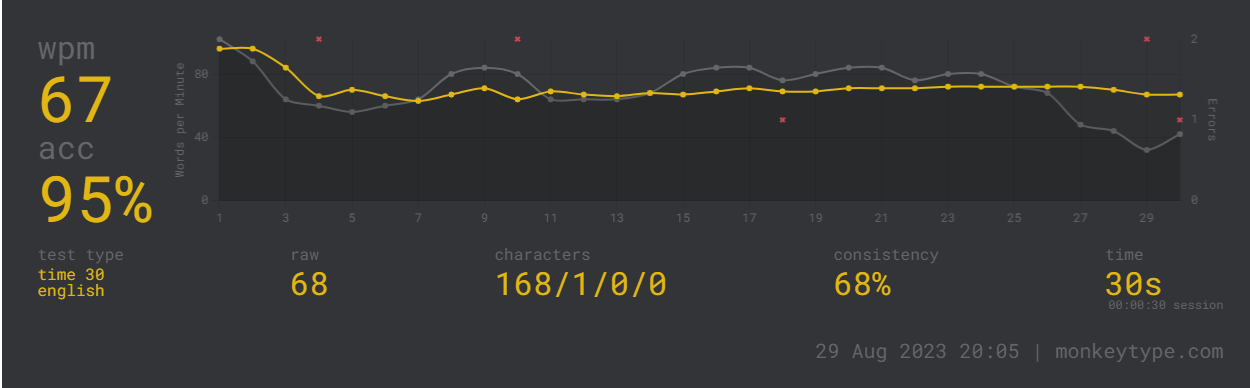 wpm
67
acc
95%
Words per Minute
80
40
0
2
1
0
Errors
1 3 5 7 9 11 13 15 17 19 21 23 25 27 29
test type
time 30
english
raw
68
characters
168/1/0/0
consistency
68%
time
30s
00:00:30 session
29 Aug 2023 20:05 | monkeytype.com